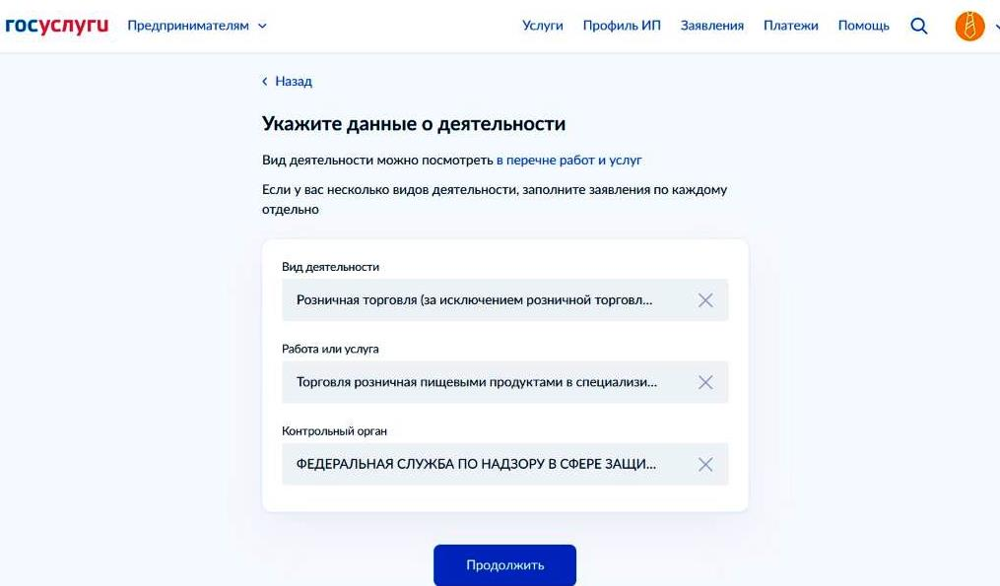 госуслуги Предпринимателям Услуги Профиль ИП Заявления Платежи Помощь
Назад
Укажите данные о деятельности
Вид деятельности можно посмотреть в перечне работ и услуг
Если у вас несколько видов деятельности, заполните заявления по каждому
отдельно
Вид деятельности
Розничная торговля (за исключением розничной торговл...
Работа или услуга
Торговля розничная пищевыми продуктами в специализи...
Контрольный орган
ФЕДЕРАЛЬНАЯ СЛУЖБА ПО НАДЗОРУ В СФЕРЕ ЗАЩИ...
Продолжить